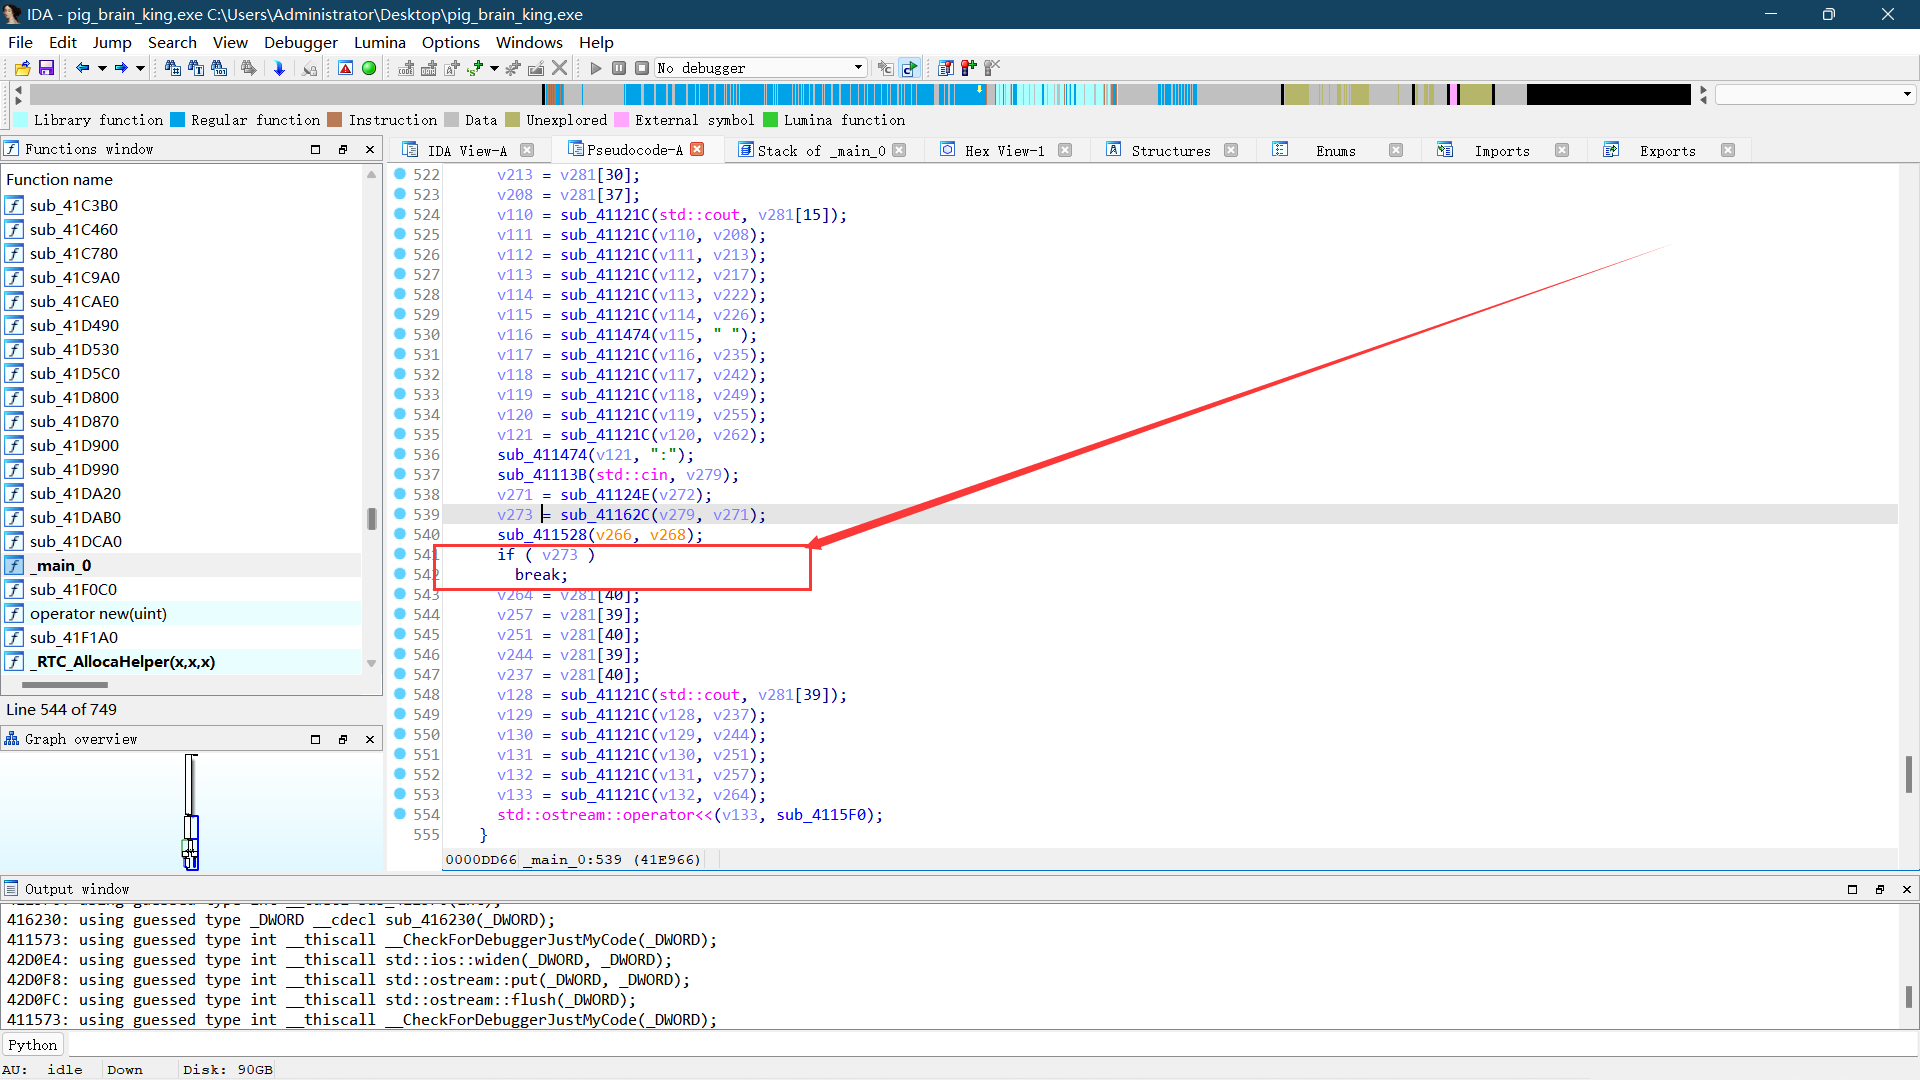 IDA - pig_brain_king.exe C:\Users\Administrator\Desktop\pig_brain_king.exe
File Edit Jump Search View Debugger Lumina Options Windows Help
No debugger
Library function Regular function Instruction Data Unexplored External symbol Lumina function
Functions window
IDA View-A Pseudocode-A Stack of _main_0 Hex View-1 Structures Enums Imports Exports
Function name
sub_41C3B0
sub_41C460
sub_41C780
sub_41C9A0
sub_41CAE0
sub_41D490
sub_41D530
sub_41D5C0
sub_41D800
sub_41D870
sub_41D900
sub_41D990
sub_41DA20
sub_41DAB0
sub_41DCA0
_main_0
sub_41F0C0
operator new(uint)
sub_41F1A0
_RTC_AllocaHelper(x,x,x)
Line 544 of 749
Graph overview
522 v213 = v281[30];
523 v208 = v281[37];
524 v110 = sub_41121C(std::cout, v281[15]);
525 v111 = sub_41121C(v110, v208);
526 v112 = sub_41121C(v111, v213);
527 v113 = sub_41121C(v112, v217);
528 v114 = sub_41121C(v113, v222);
529 v115 = sub_41121C(v114, v226);
530 v116 = sub_411474(v115, " ");
531 v117 = sub_41121C(v116, v235);
532 v118 = sub_41121C(v117, v242);
533 v119 = sub_41121C(v118, v249);
534 v120 = sub_41121C(v119, v255);
535 v121 = sub_41121C(v120, v262);
536 sub_411474(v121, ":");
537 sub_41113B(std::cin, v279);
538 v271 = sub_41124E(v272);
539 v273 = sub_41162C(v279, v271);
540 sub_411528(v266, v268);
541 if ( v273 )
542 break;
543 v264 = v281[40];
544 v257 = v281[39];
545 v251 = v281[40];
546 v244 = v281[39];
547 v237 = v281[40];
548 v128 = sub_41121C(std::cout, v281[39]);
549 v129 = sub_41121C(v128, v237);
550 v130 = sub_41121C(v129, v244);
551 v131 = sub_41121C(v130, v251);
552 v132 = sub_41121C(v131, v257);
553 v133 = sub_41121C(v132, v264);
554 std::ostream::operator<<(v133, sub_4115F0);
555 }
0000DD66 _main_0:539 (41E966)
Output window
416230: using guessed type _DWORD __cdecl sub_416230(_DWORD);
411573: using guessed type int __thiscall __CheckForDebuggerJustMyCode(_DWORD);
42D0E4: using guessed type int __thiscall std::ios::widen(_DWORD, _DWORD);
42D0F8: using guessed type int __thiscall std::ostream::put(_DWORD, _DWORD);
42D0FC: using guessed type int __thiscall std::ostream::flush(_DWORD);
411573: using guessed type int __thiscall __CheckForDebuggerJustMyCode(_DWORD);
Python
AU: idle Down Disk: 90GB